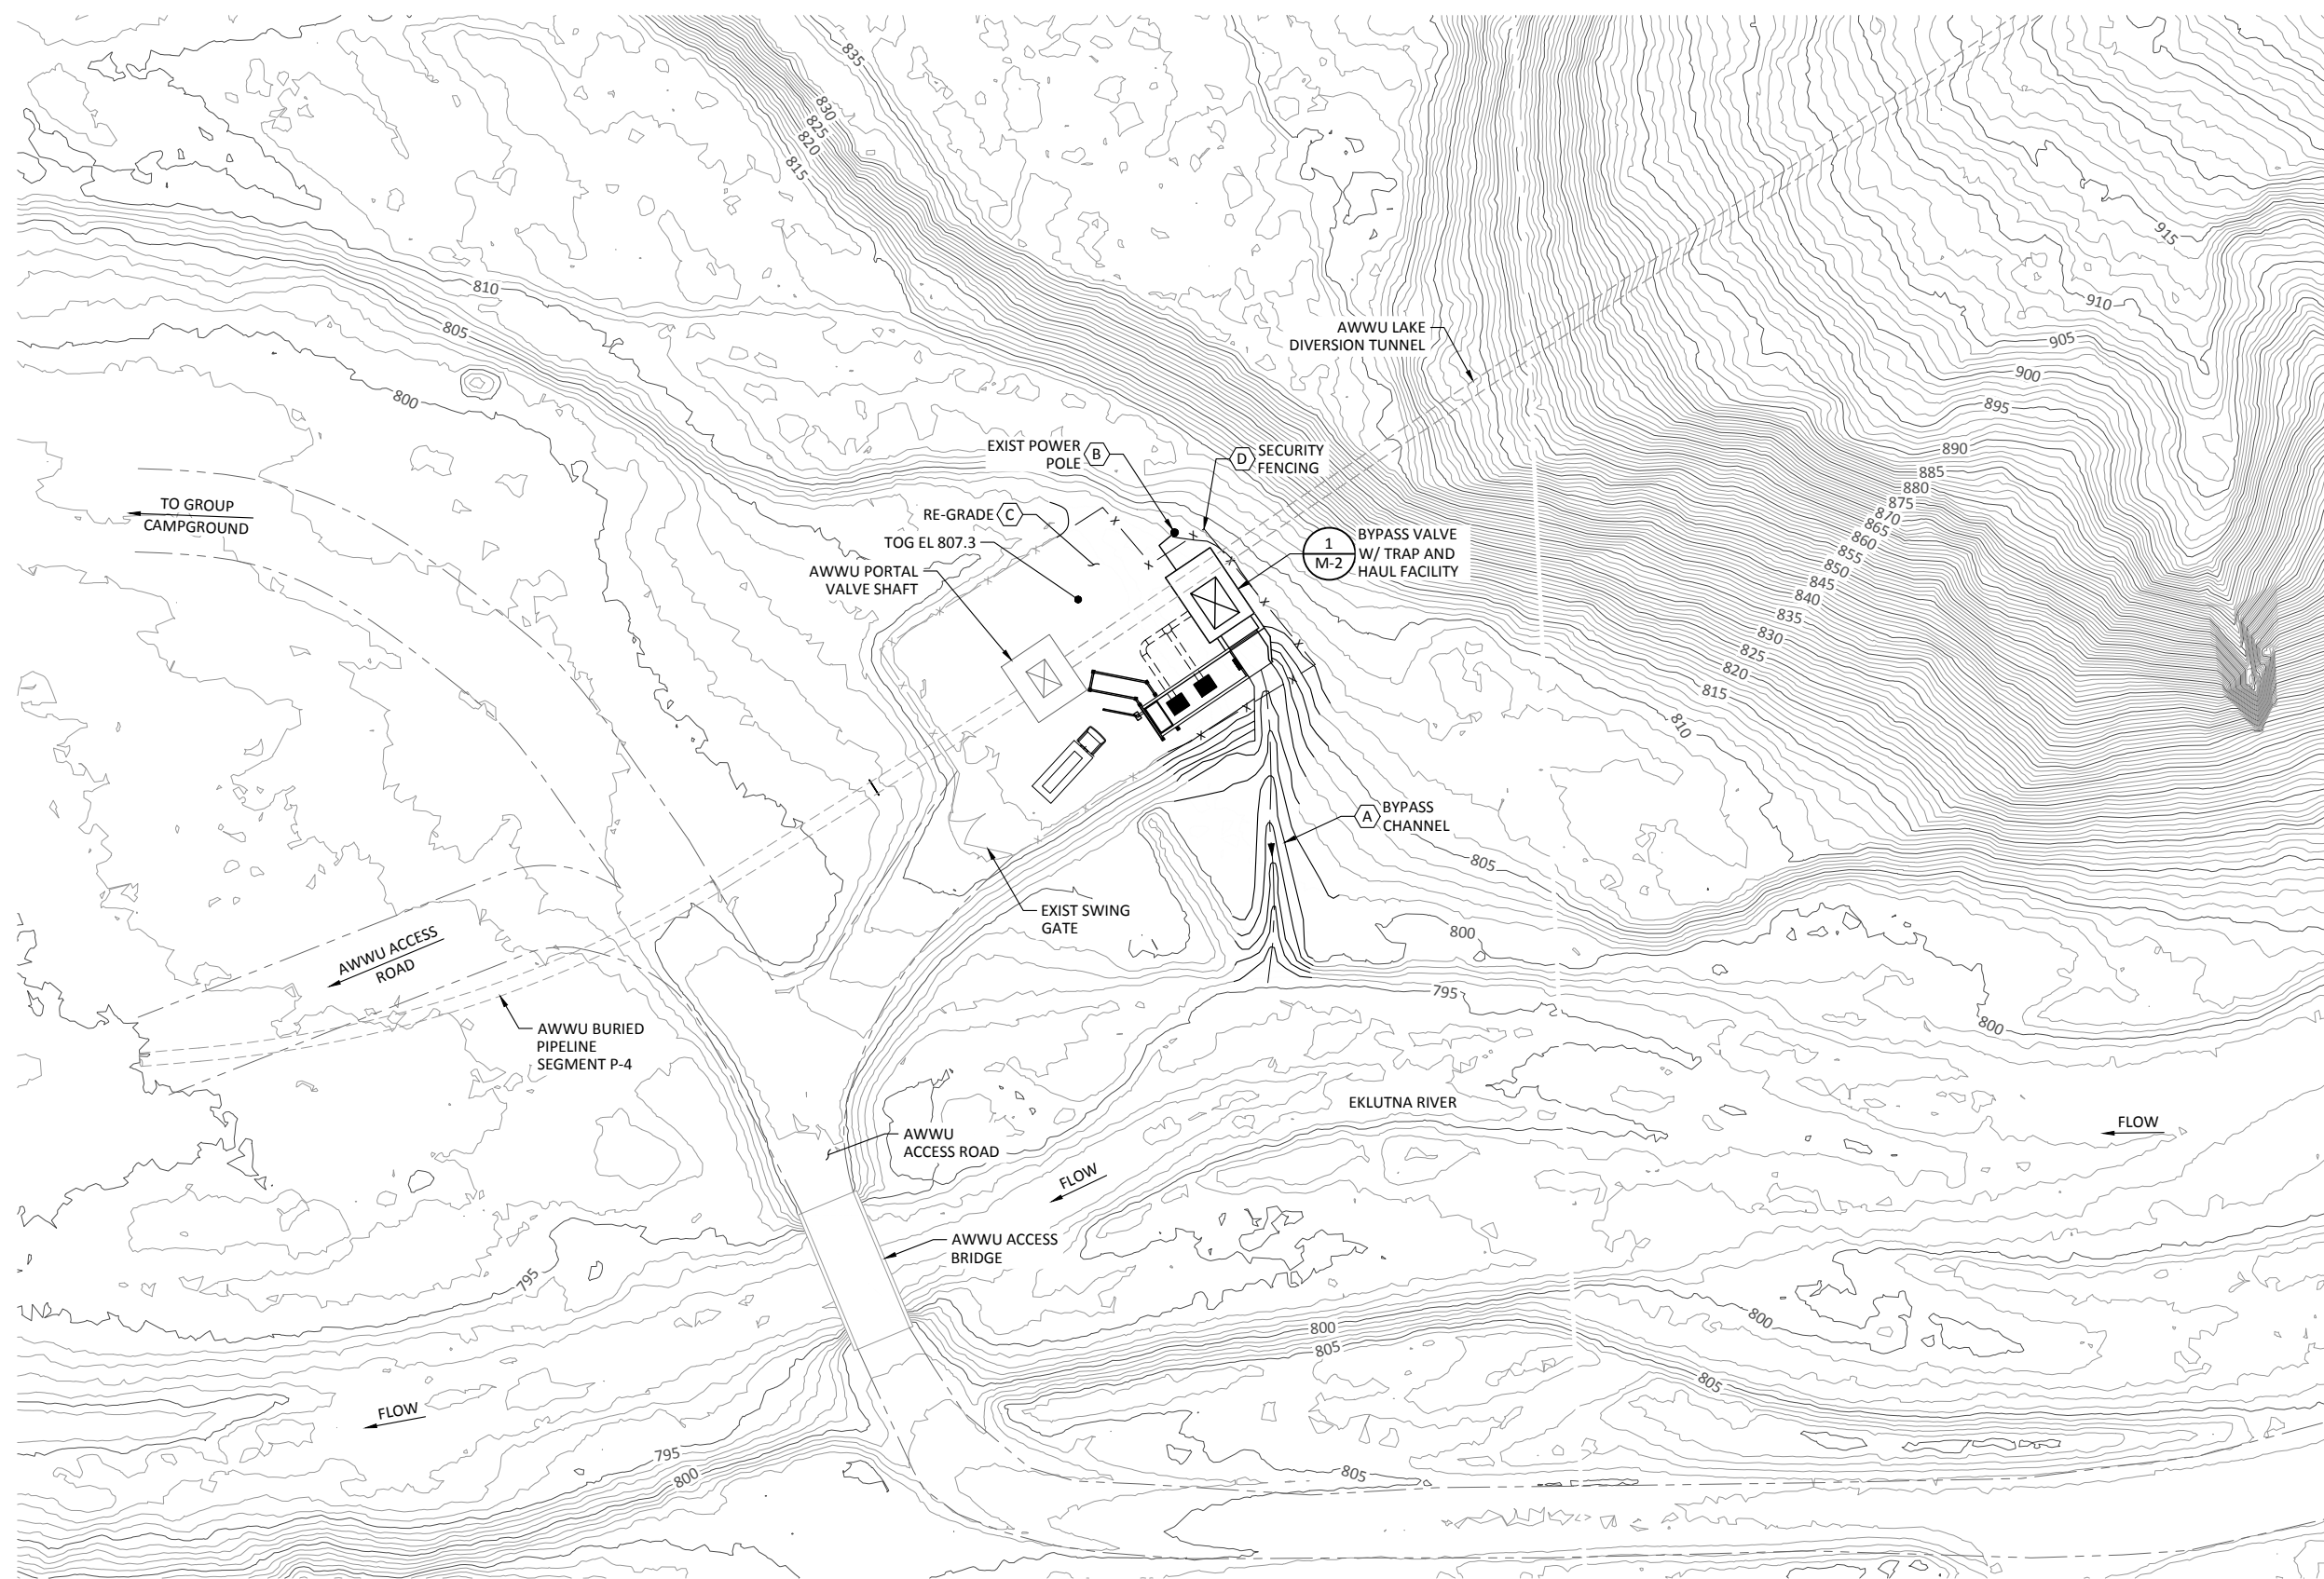 835
830
825
820
815
915
810
805
800
910
905
900
895
890
885
880
875
870
865
860
855
850
845
840
835
830
825
820
815
810
AWWU LAKE
DIVERSION TUNNEL
EXIST POWER
POLE
B
D
SECURITY
FENCING
TO GROUP
CAMPGROUND
RE-GRADE
C
TOG EL 807.3
AWWU PORTAL
VALVE SHAFT
1
M-2
BYPASS VALVE
W/ TRAP AND
HAUL FACILITY
A
BYPASS
CHANNEL
805
EXIST SWING
GATE
800
AWWU ACCESS
ROAD
795
800
AWWU BURIED
PIPELINE
SEGMENT P-4
EKLUTNA RIVER
FLOW
AWWU
ACCESS ROAD
FLOW
AWWU ACCESS
BRIDGE
795
800
805
800
805
FLOW
795
800
805